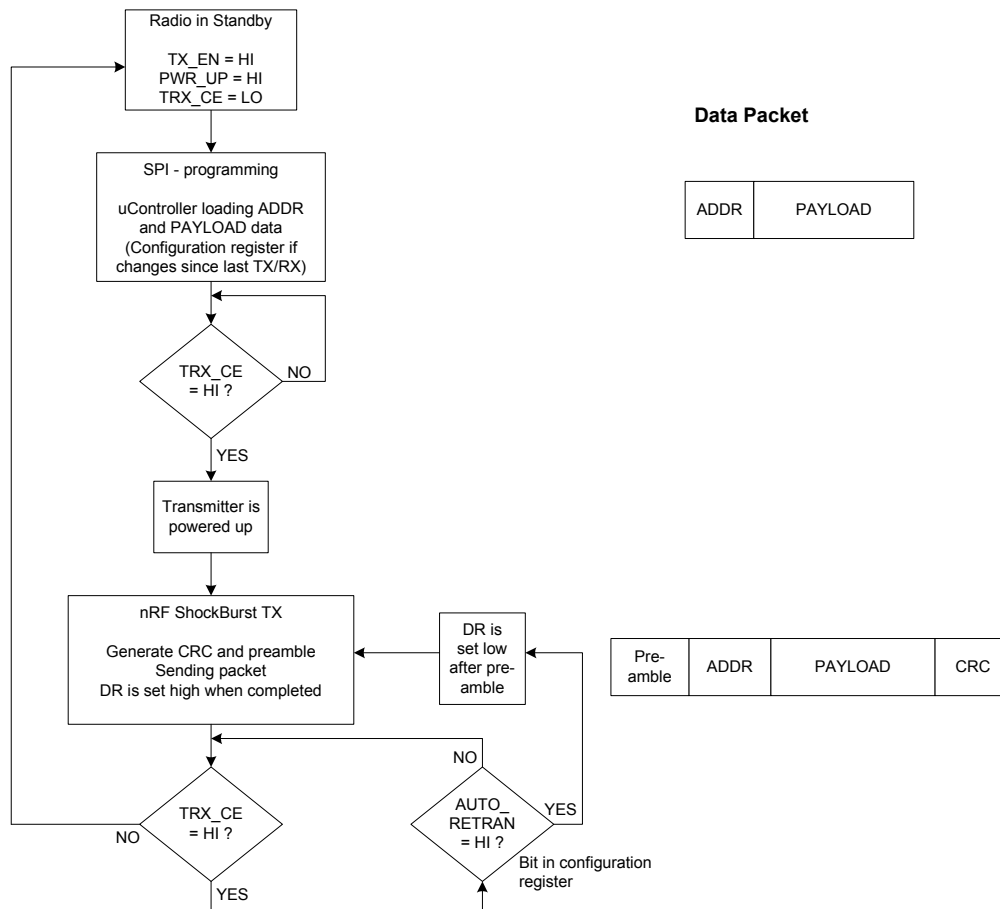 Radio in Standby
TX_EN = HI
PWR_UP = HI
TRX_CE = LO
Data Packet
SPI - programming
uController loading ADDR
and PAYLOAD data
(Configuration register if
changes since last TX/RX)
ADDR
PAYLOAD
TRX_CE
= HI ?
NO
YES
Transmitter is
powered up
nRF ShockBurst TX
Generate CRC and preamble
Sending packet
DR is set high when completed
DR is
set low
after pre-
amble
Pre-
amble
ADDR
PAYLOAD
CRC
NO
TRX_CE
= HI ?
NO
YES
AUTO_
RETRAN
= HI ?
YES
Bit in configuration
register